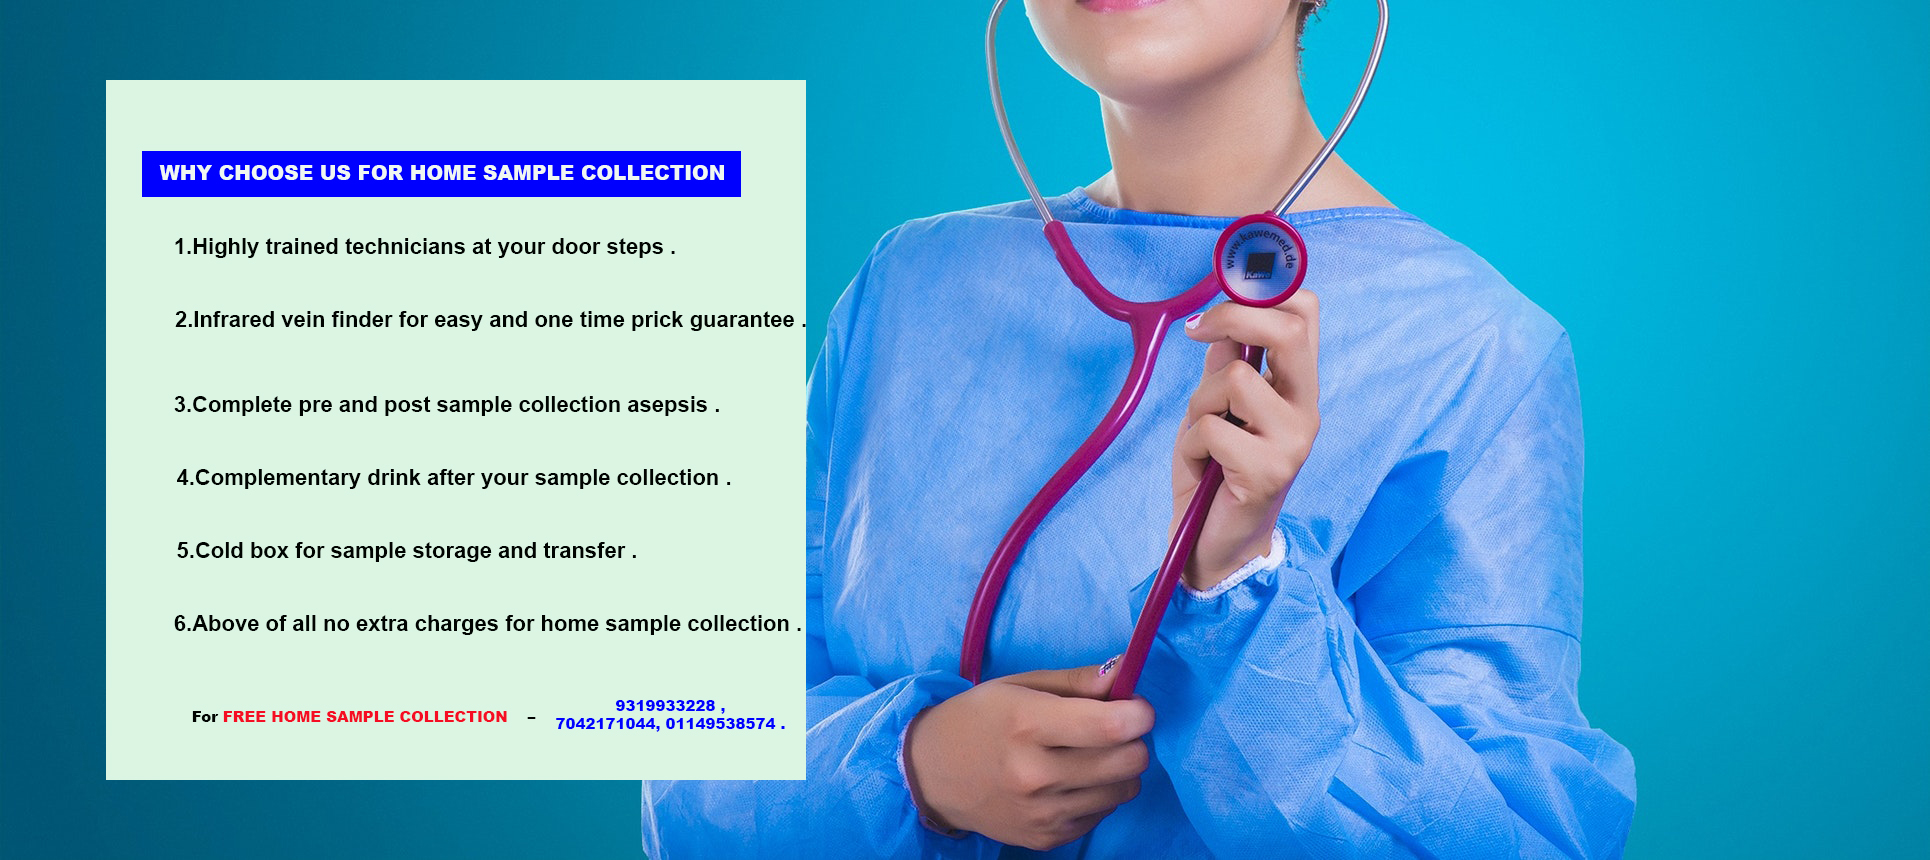 WHY CHOOSE US FOR HOME SAMPLE COLLECTION
1.Highly trained technicians at your door steps .
2.Infrared vein finder for easy and one time prick guarantee .
3.Complete pre and post sample collection asepsis .
4.Complementary drink after your sample collection .
5.Cold box for sample storage and transfer .
6.Above of all no extra charges for home sample collection .
For FREE HOME SAMPLE COLLECTION –
9319933228 ,
7042171044, 01149538574 .
www.kawemed.de
KaWe